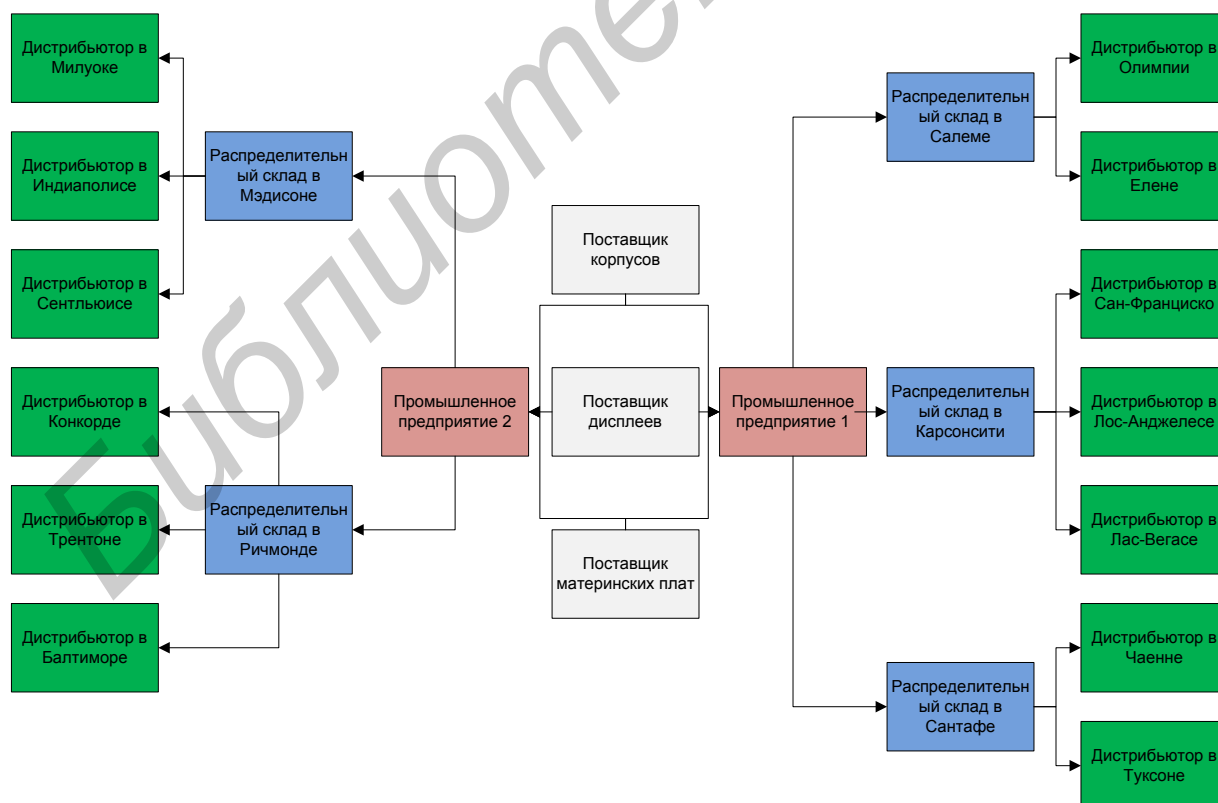 Дистрибьютор в
Милуоке
Дистрибьютор в
Индиаполисе
Дистрибьютор в
Сентльюисе
Дистрибьютор в
Конкорде
Дистрибьютор в
Трентоне
Дистрибьютор в
Балтиморе
Распределительн
ый склад в
Мэдисоне
Распределительн
ый склад в
Ричмонде
Промышленное
предприятие 2
Поставщик
корпусов
Поставщик
дисплеев
Поставщик
материнских плат
Промышленное
предприятие 1
Распределительн
ый склад в
Салеме
Распределительн
ый склад в
Карсонсити
Распределительн
ый склад в
Сантафе
Дистрибьютор в
Олимпии
Дистрибьютор в
Елене
Дистрибьютор в
Сан-Франциско
Дистрибьютор в
Лос-Анджелесе
Дистрибьютор в
Лас-Вегасе
Дистрибьютор в
Чаенне
Дистрибьютор в
Туксоне